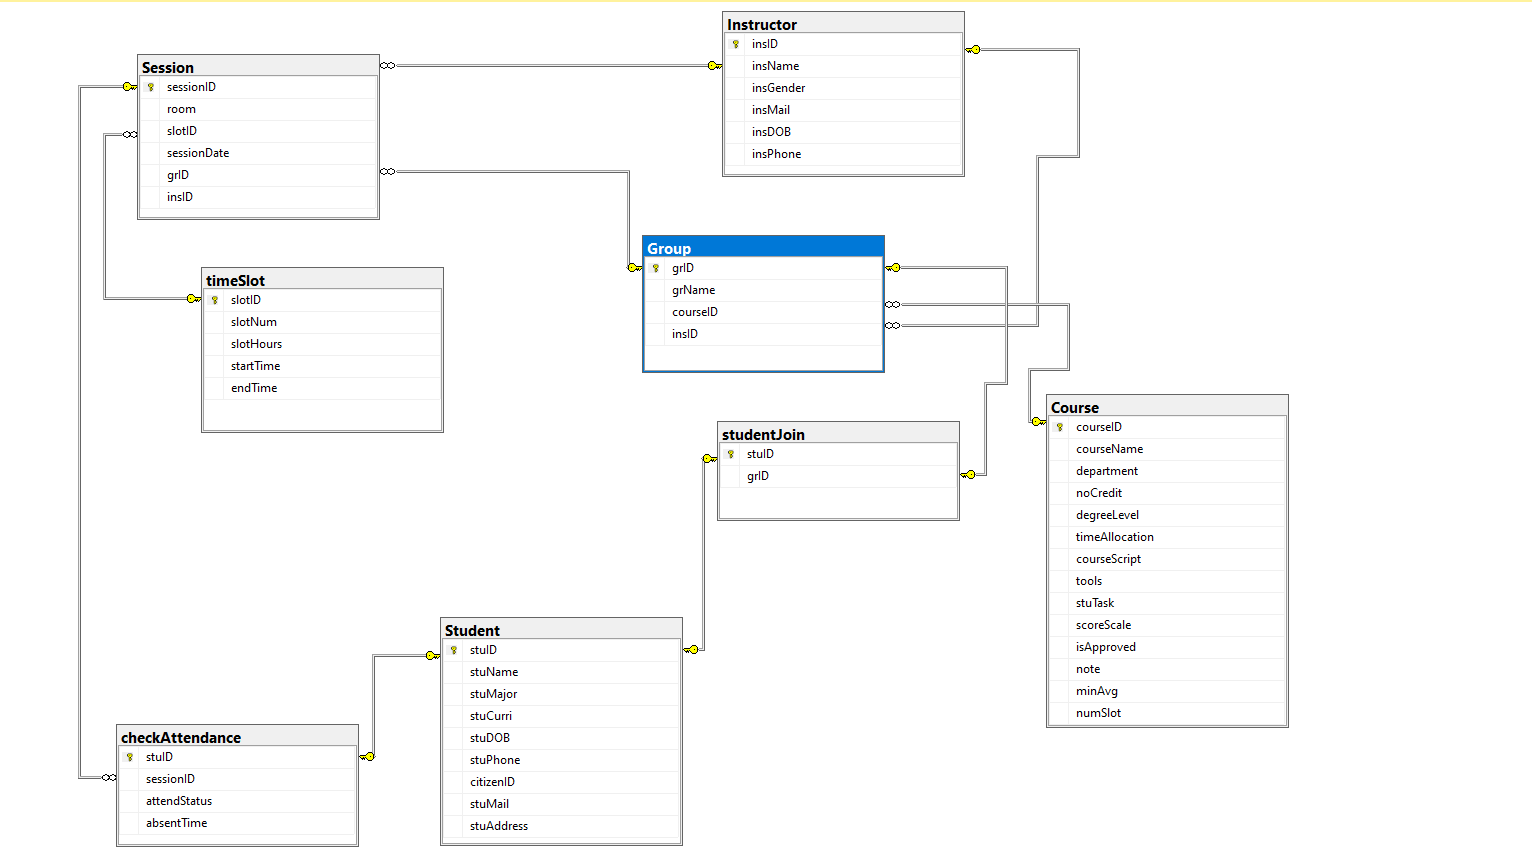 Instructor
insID
insName
insGender
insMail
insDOB
insPhone
Session
sessionID
room
slotID
sessionDate
grID
insID
Group
grID
grName
courseID
insID
timeSlot
slotID
slotNum
slotHours
startTime
endTime
Course
courseID
courseName
department
noCredit
degreeLevel
timeAllocation
courseScript
tools
stuTask
scoreScale
isApproved
note
minAvg
numSlot
studentJoin
stuID
grID
Student
stuID
stuName
stuMajor
stuCurri
stuDOB
stuPhone
citizenID
stuMail
stuAddress
checkAttendance
stuID
sessionID
attendStatus
absentTime